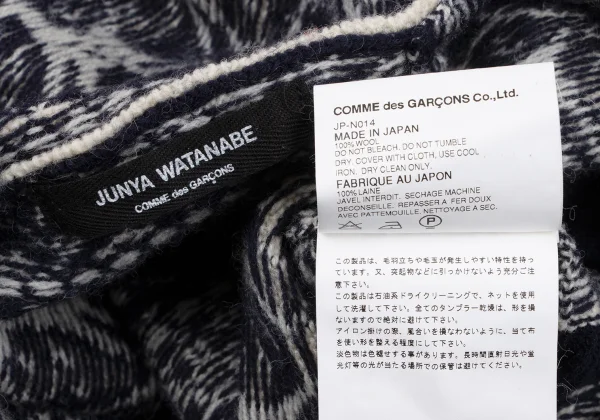 JUNYA WATANABE
COMME des GARÇONS
COMME des GARÇONS Co.,Ltd.
JP-N014
MADE IN JAPAN
100% WOOL
DO NOT BLEACH. DO NOT TUMBLE
DRY. COVER WITH CLOTH, USE COOL
IRON. DRY CLEAN ONLY.
FABRIQUE AU JAPON
100% LAINE
JAVEL INTERDIT. SECHAGE MACHINE
DECONSEILLE. REPASSER A FER DOUX
AVEC PATTEMOUILLE. NETTOYAGE A SEC.
P
この製品は、毛羽立ちや毛玉が発生しやすい特性を持っ
ています。又、突起物などに引っかけないよう充分ご注
意下さい。
この製品は石油系ドライクリーニングで、ネットを使用
して洗濯して下さい。全てのタンブラー乾燥は、形を損
ないますので絶対に避けて下さい。
アイロン掛けの際、風合いを損なわないように、当て布
を使い形を整える程度にして下さい。
淡色物は色褪せする事があります。長時間直射日光や蛍
光灯等の光が当たる場所での保管は避けて下さい。